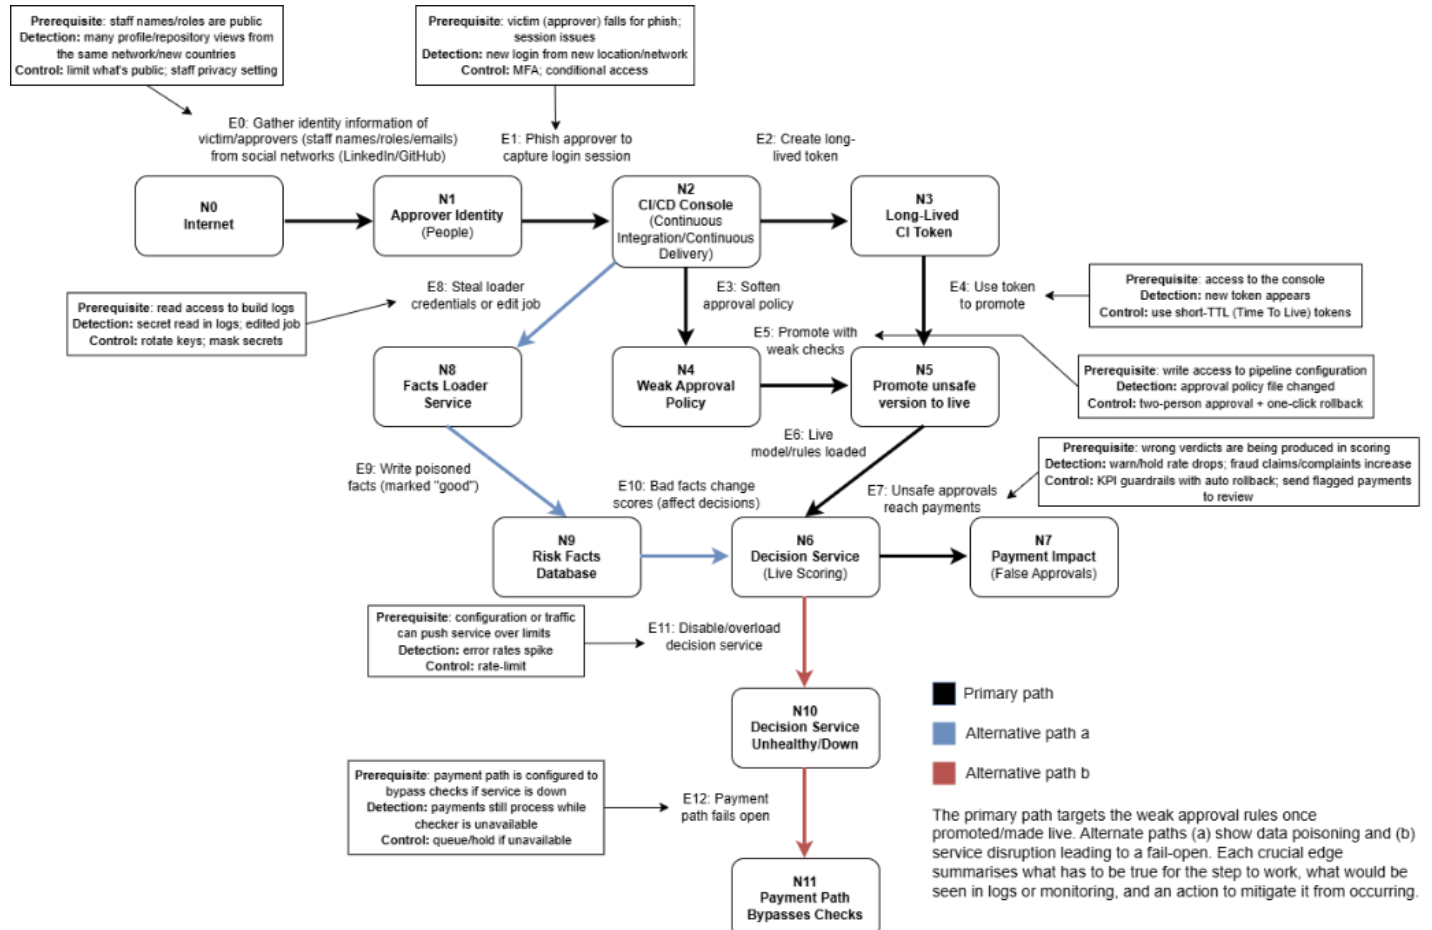 Prerequisite: staff names/roles are public
Detection: many profile/repository views from
the same network/new countries
Control: limit what's public; staff privacy setting
Prerequisite: victim (approver) falls for phish;
session issues
Detection: new login from new location/network
Control: MFA; conditional access
E0: Gather identity information of
victim/approvers (staff names/roles/emails)
from social networks (LinkedIn/GitHub)
E1: Phish approver to
capture login session
E2: Create long-
lived token
N0
Internet
N1
Approver Identity
(People)
N2
CI/CD Console
(Continuous
Integration/Continuous
Delivery)
N3
Long-Lived
CI Token
Prerequisite: read access to build logs
Detection: secret read in logs; edited job
Control: rotate keys; mask secrets
E8: Steal loader
credentials or edit job
E3: Soften
approval policy
E4: Use token
to promote
Prerequisite: access to the console
Detection: new token appears
Control: use short-TTL (Time To Live) tokens
E5: Promote with
weak checks
N8
Facts Loader
Service
N4
Weak Approval
Policy
N5
Promote unsafe
version to live
Prerequisite: write access to pipeline configuration
Detection: approval policy file changed
Control: two-person approval + one-click rollback
E6: Live
model/rules loaded
Prerequisite: wrong verdicts are being produced in scoring
Detection: warn/hold rate drops; fraud claims/complaints increase
Control: KPI guardrails with auto rollback; send flagged payments
to review
E9: Write poisoned
facts (marked "good")
E10: Bad facts change
scores (affect decisions)
E7: Unsafe approvals
reach payments
N9
Risk Facts
Database
N6
Decision Service
(Live Scoring)
N7
Payment Impact
(False Approvals)
Prerequisite: configuration or traffic
can push service over limits
Detection: error rates spike
Control: rate-limit
E11: Disable/overload
decision service
N10
Decision Service
Unhealthy/Down
Primary path
Alternative path a
Alternative path b
Prerequisite: payment path is configured to
bypass checks if service is down
Detection: payments still process while
checker is unavailable
Control: queue/hold if unavailable
E12: Payment
path fails open
The primary path targets the weak approval rules once
promoted/made live. Alternate paths (a) show data poisoning and (b)
service disruption leading to a fail-open. Each crucial edge
summarises what has to be true for the step to work, what would be
seen in logs or monitoring, and an action to mitigate it from occurring.
N11
Payment Path
Bypasses Checks